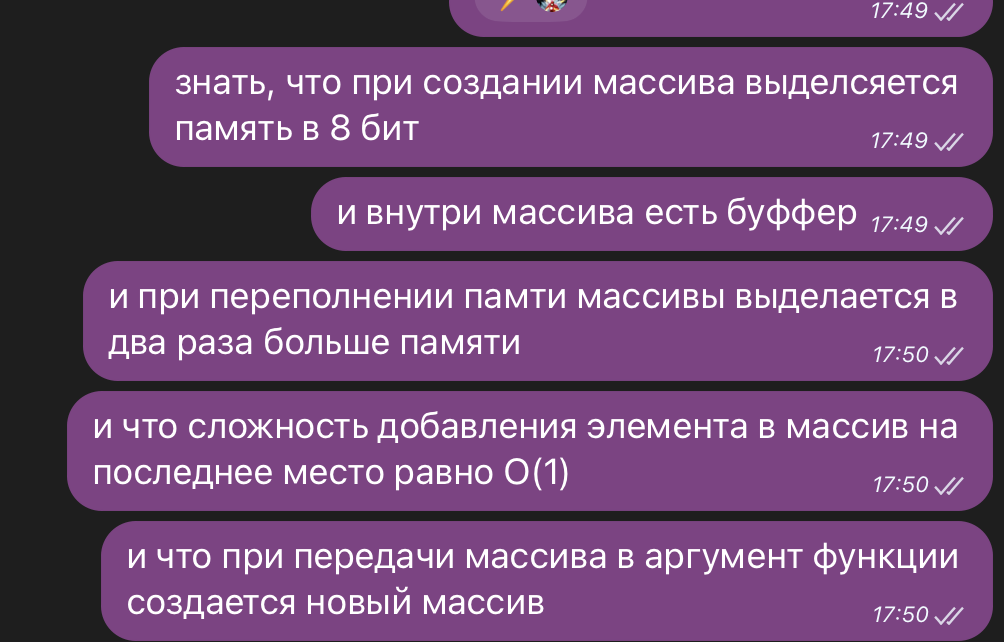 17:49
знать, что при создании массива выделсяется
память в 8 бит
17:49
и внутри массива есть буффер 17:49
и при переполнении памти массивы выделается в
два раза больше памяти
17:50
и что сложность добавления элемента в массив на
последнее место равно O(1)
17:50
и что при передачи массива в аргумент функции
создается новый массив
17:50